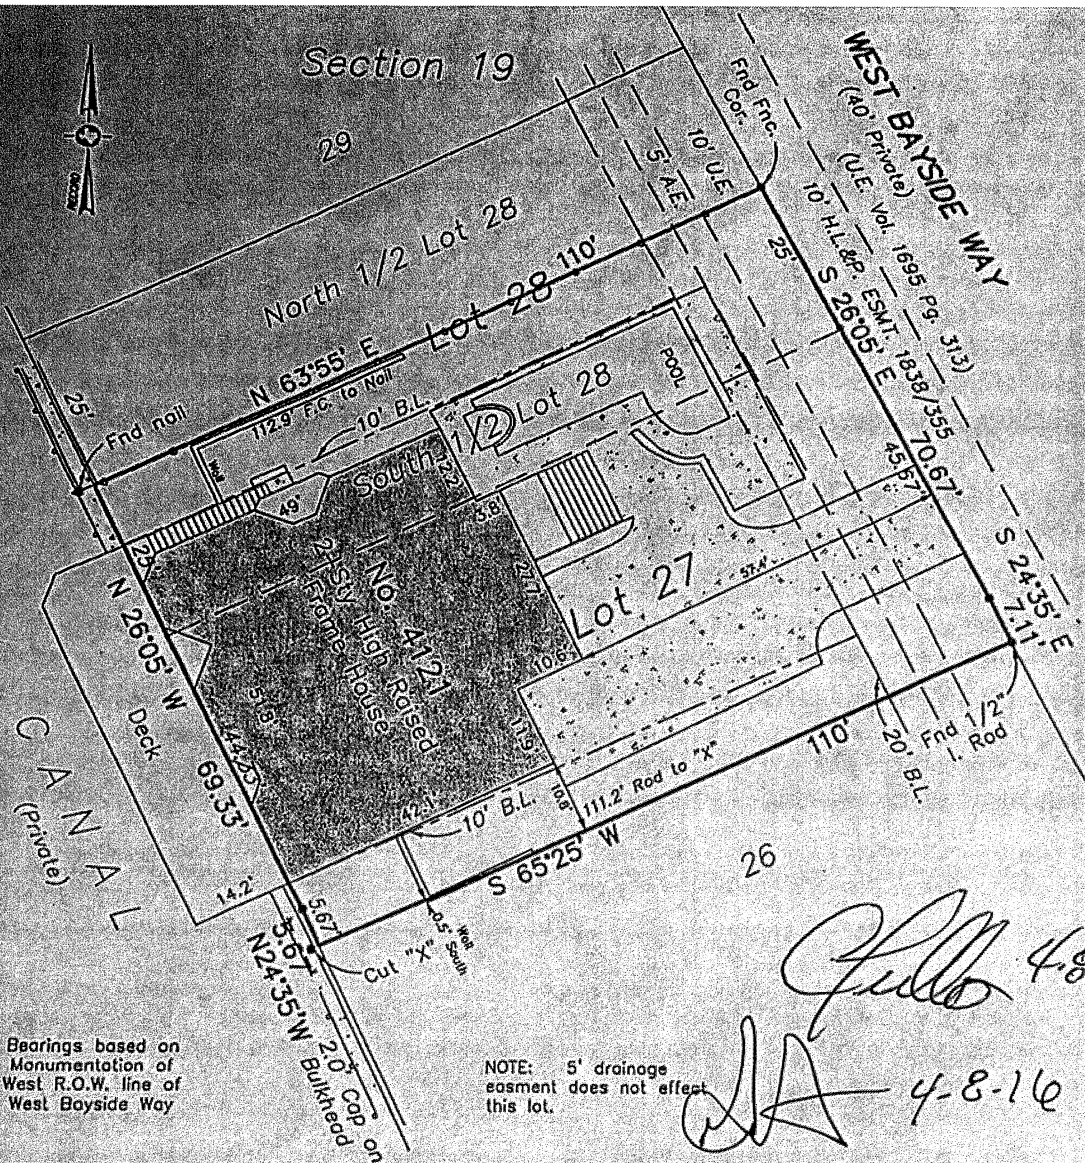 Section 19
29
North 1/2 Lot 28
WEST BAYSIDE WAY
(40' Private)
(U.E. Vol. 1695 Pg. 313)
10' H.L.&P. ESMT. 1838/355
Fnd Fnc.
Cor.
10' U.E.
5' A.E.
N 63°55' E
Lot 28
110'
112.9' F.C. to Nail
10' B.L.
Wall
Fnd nail
25'
25'
S 26°05' E
70.67'
45.67'
S 24°35' E
7.11'
South 1/2 Lot 28
POOL
49'
3.8'
27.7'
No. 4121
2-Sty High Raised
Frame House
Lot 27
57.4'
10.6'
11.9'
10.8'
42.1'
10' B.L.
111.2' Rod to "X"
S 65°25' W
110'
20' B.L.
Fnd 1/2"
I. Rod
N 26°05' W
69.33'
51.8'
Deck
CANAL
(Private)
14.2'
5.67'
5.67'
N24°35'W
Cut "X"
Wall
0.5' South
2.0' Cap on
Bulkhead
26
Bearings based on
Monumentation of
West R.O.W. line of
West Bayside Way
NOTE: 5' drainage
easment does not effect
this lot.
4-8-16